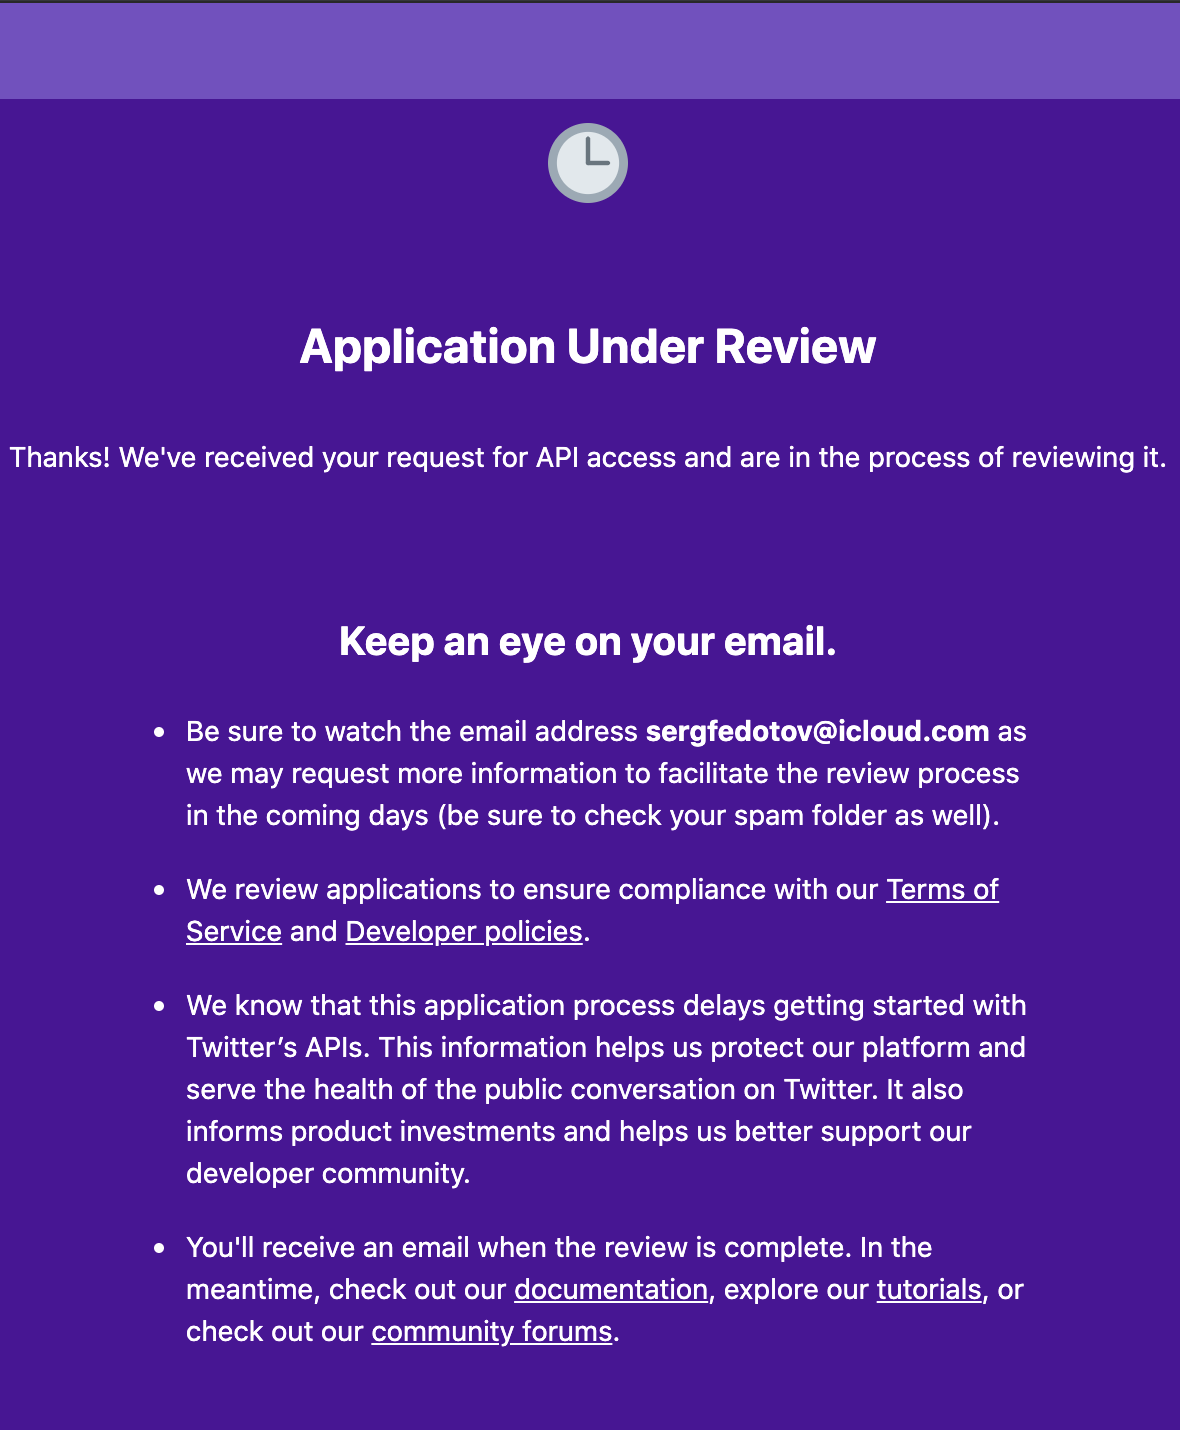 Application Under Review
Thanks! We've received your request for API access and are in the process of reviewing it.
Keep an eye on your email.
• Be sure to watch the email address sergfedotov@icloud.com as
we may request more information to facilitate the review process
in the coming days (be sure to check your spam folder as well).
• We review applications to ensure compliance with our Terms of
Service and Developer policies.
• We know that this application process delays getting started with
Twitter’s APIs. This information helps us protect our platform and
serve the health of the public conversation on Twitter. It also
informs product investments and helps us better support our
developer community.
• You'll receive an email when the review is complete. In the
meantime, check out our documentation, explore our tutorials, or
check out our community forums.